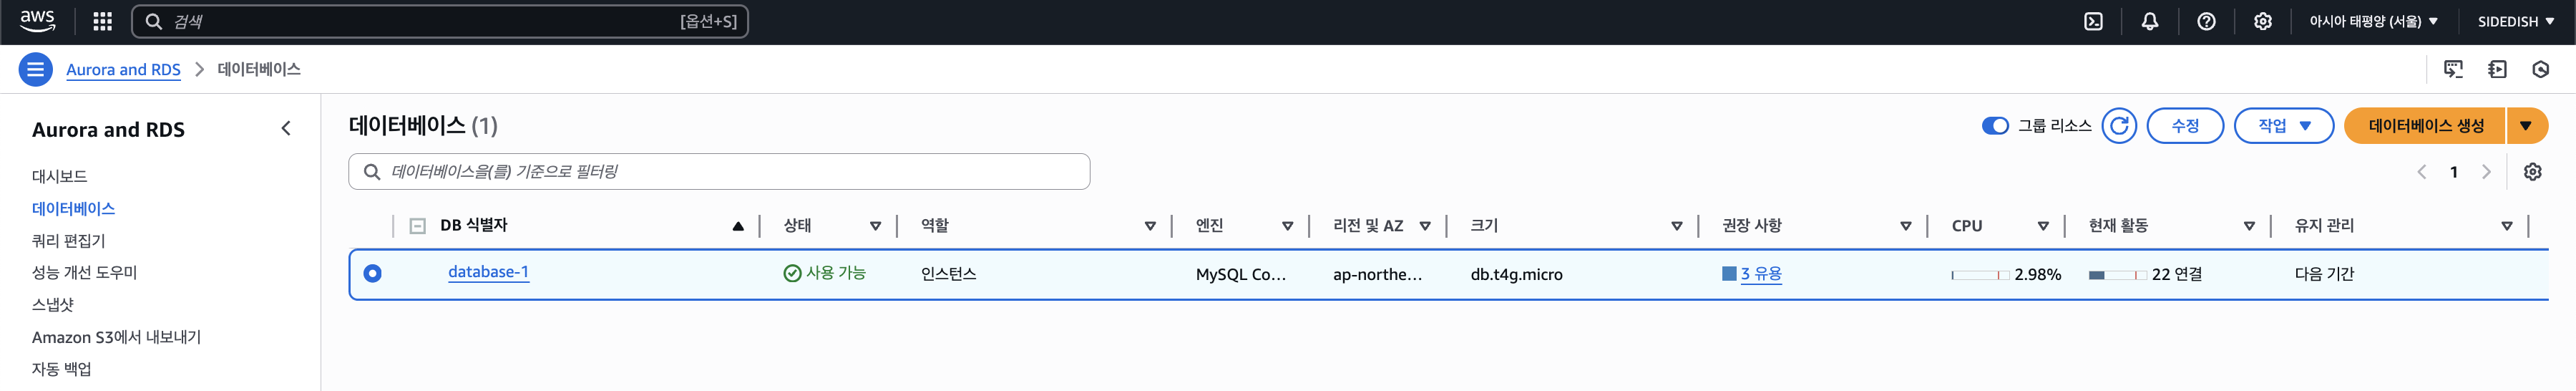 aws
검색 [옵션+S] 아시아 태평양 (서울) SIDEDISH
Aurora and RDS 데이터베이스
Aurora and RDS
대시보드
데이터베이스
쿼리 편집기
성능 개선 도우미
스냅샷
Amazon S3에서 내보내기
자동 백업
데이터베이스 (1) 그룹 리소스 수정 작업 데이터베이스 생성
데이터베이스을(를) 기준으로 필터링 1
DB 식별자 상태 역할 엔진 리전 및 AZ 크기 권장 사항 CPU 현재 활동 유지 관리
database-1 사용 가능 인스턴스 MySQL Co... ap-northe... db.t4g.micro 3 유용 2.98% 22 연결 다음 기간